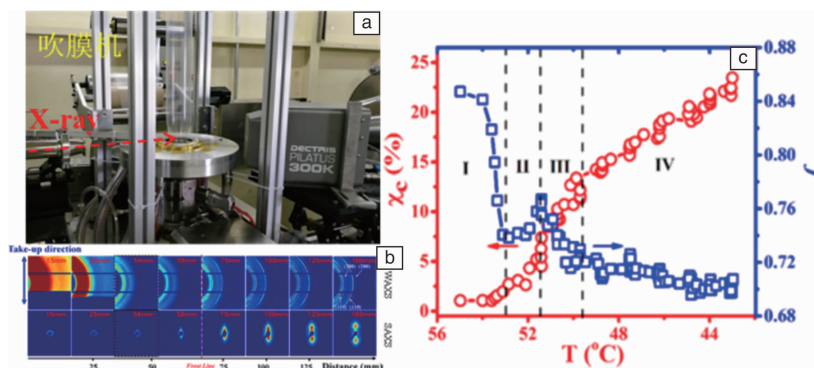 a
吹膜机
X-ray
DECTRIS
PILATUS
300K
b
Take-up direction
WAXS
SAXS
25 50 Frost Line 75 100 125 Distance (mm)
c
χc (%)
25
20
15
10
5
0
I II III IV
0.88
0.84
0.80
0.76
0.72
0.68
f
56 52 48 44
T (°C)